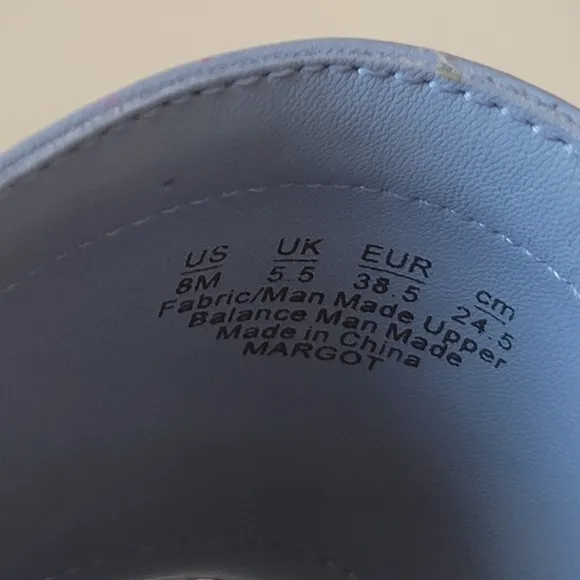 US UK EUR cm
8M 5.5 38.5 24.5
Fabric/Man Made Upper
Balance Man Made
Made in China
MARGOT